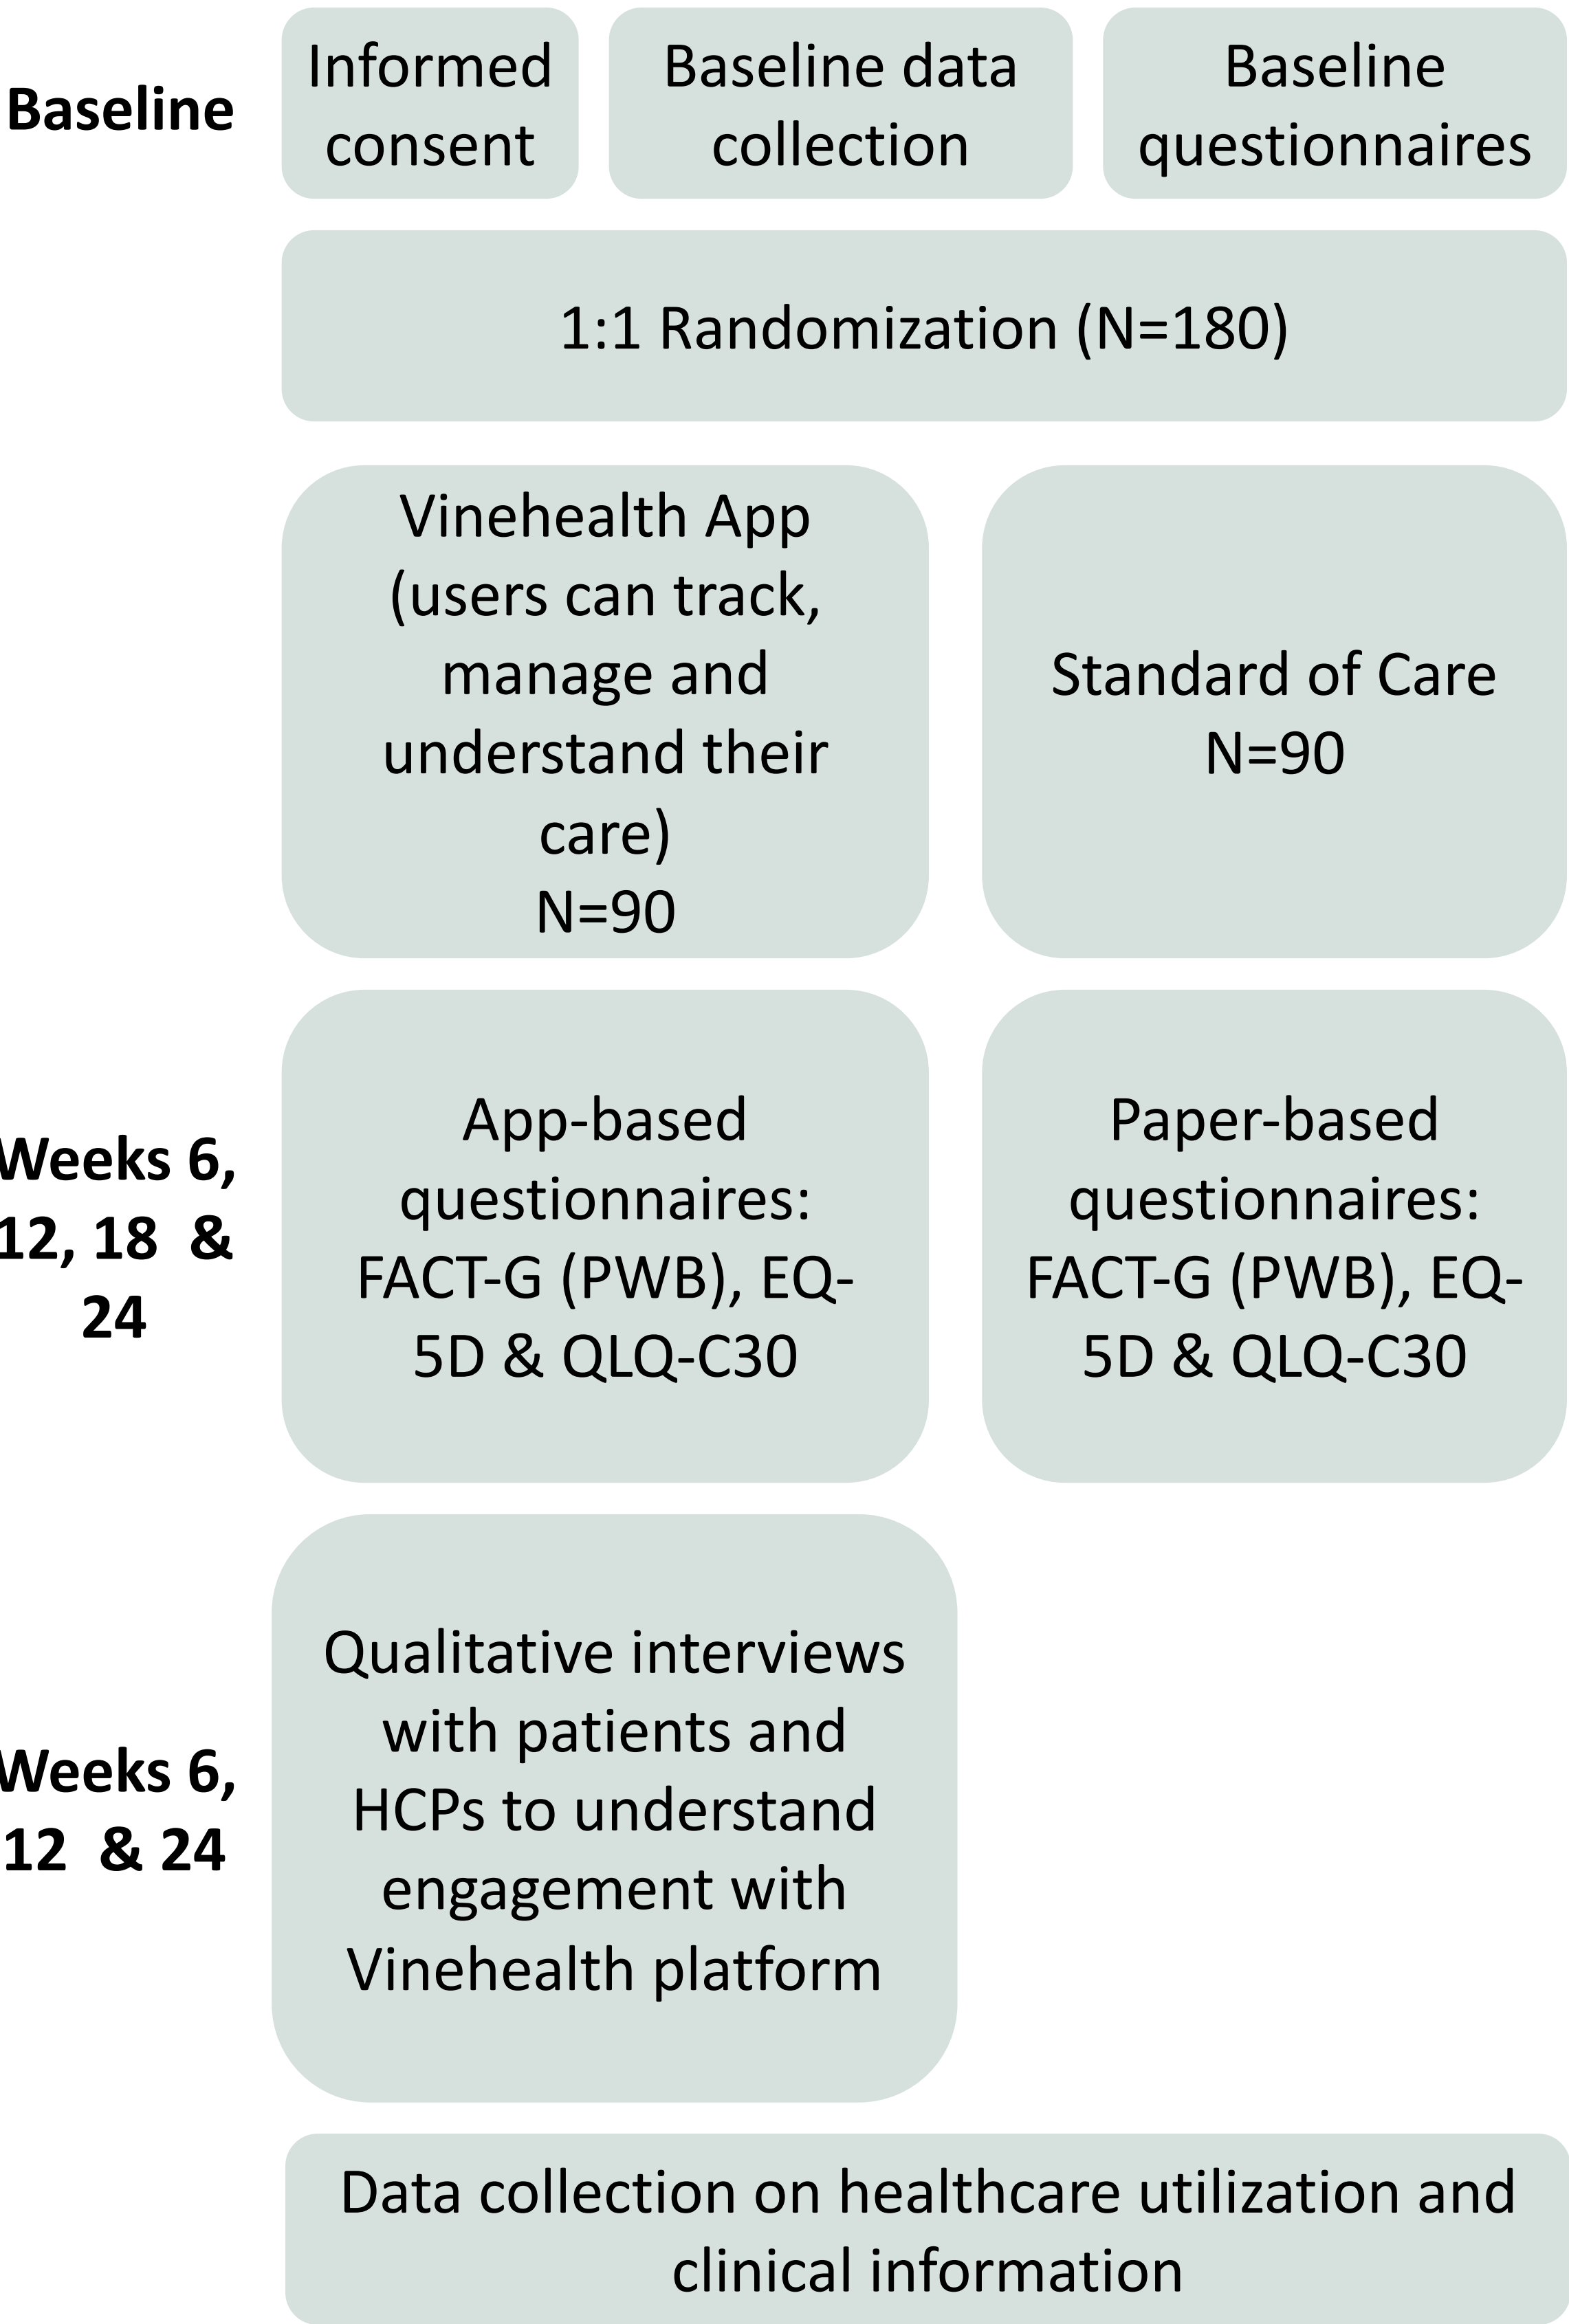 Baseline
Informed
consent
Baseline data
collection
Baseline
questionnaires
1:1 Randomization (N=180)
Vinehealth App
(users can track,
manage and
understand their
care)
N=90
Standard of Care
N=90
Weeks 6,
12, 18 &
24
App-based
questionnaires:
FACT-G (PWB), EQ-
5D & QLQ-C30
Paper-based
questionnaires:
FACT-G (PWB), EQ-
5D & QLQ-C30
Weeks 6,
12 & 24
Qualitative interviews
with patients and
HCPs to understand
engagement with
Vinehealth platform
Data collection on healthcare utilization and
clinical information